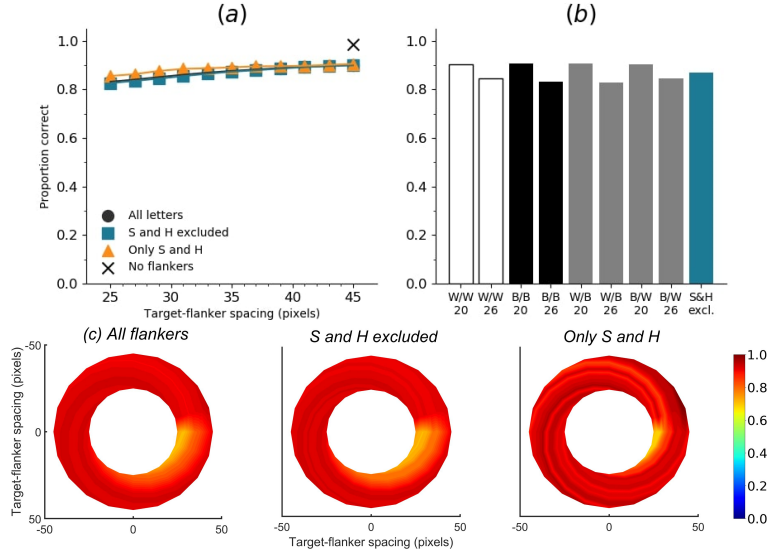 (a)
1.0
0.8
0.6
0.4
0.2
0.0
Proportion correct
All letters
S and H excluded
Only S and H
No flankers
25 30 35 40 45
Target-flanker spacing (pixels)
(b)
1.0
0.8
0.6
0.4
0.2
0.0
W/W W/W B/B B/B W/B W/B B/W B/W S&H
20 26 20 26 20 26 20 26 excl.
(c) All flankers
S and H excluded
Only S and H
-50
0
50
Target-flanker spacing (pixels)
-50 0 50
-50 0 50
-50 0 50
Target-flanker spacing (pixels)
1.0
0.8
0.6
0.4
0.2
0.0